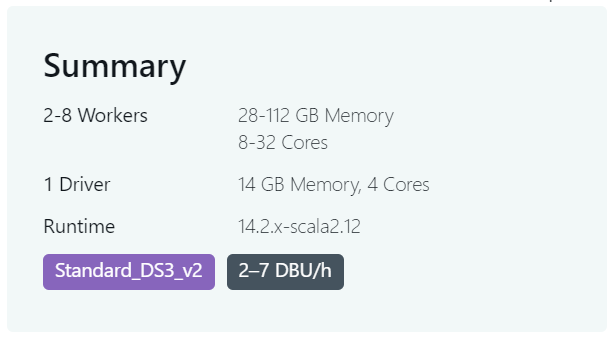 Summary
2-8 Workers 28-112 GB Memory
8-32 Cores
1 Driver 14 GB Memory, 4 Cores
Runtime 14.2.x-scala2.12
Standard_DS3_v2 2–7 DBU/h